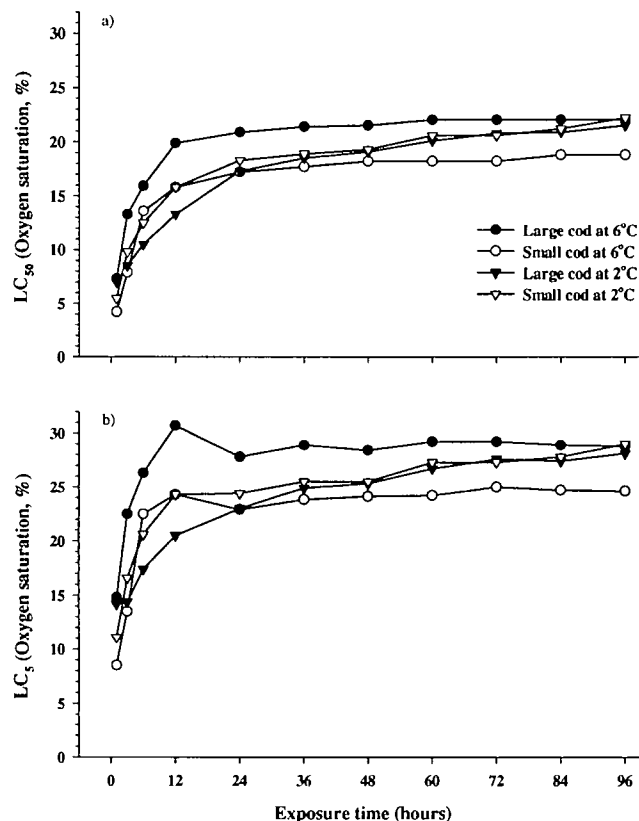 a)
30
25
20
15
10
5
0
LC50 (Oxygen saturation, %)
Large cod at 6°C
Small cod at 6°C
Large cod at 2°C
Small cod at 2°C
b)
30
25
20
15
10
5
0
LC5 (Oxygen saturation, %)
0 12 24 36 48 60 72 84 96
Exposure time (hours)